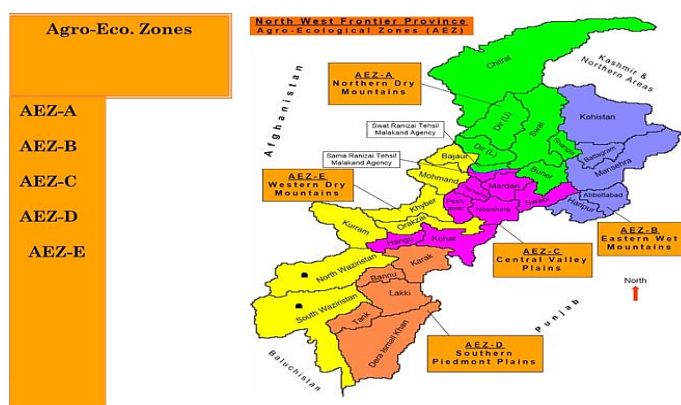 Agro-Eco. Zones
AEZ-A
AEZ-B
AEZ-C
AEZ-D
AEZ-E
North West Frontier Province
Agro-Ecological Zones (AEZ)
Chitral
Kashmir &
Northern Areas
AEZ-A
Northern Dry
Mountains
Afghanistan
Dir (U)
Swat
Kohistan
Swat Ranizai Tehsil
Malakand Agency
Dir (L)
Shangla
Battagram
Mansehra
Sama Ranizai Tehsil
Malakand Agency
Bajaur
Buner
Mohmand
Mardan
Abbottabad
AEZ-E
Western Dry
Mountains
Swabi
Haripur
Khyber
Nowshera
Orakzai
Kurram
Hangu
Kohat
AEZ-C
Central Valley
Plains
AEZ-B
Eastern Wet
Mountains
Karak
North Waziristan
Bannu
North
Lakki
South Waziristan
Tank
Punjab
Dera Ismail Khan
AEZ-D
Southern
Piedmont Plains
Baluchistan